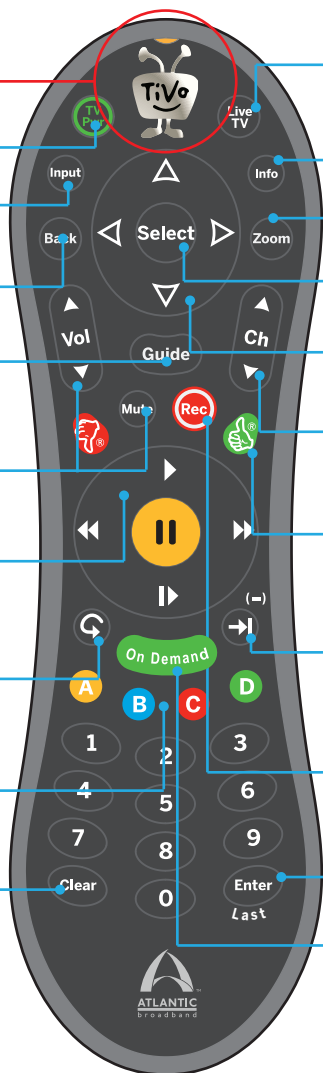 TiVo
TV Pwr
Live TV
Input
Info
Back
Select
Zoom
Vol
Guide
Ch
Mute
Rec
®
®
(–)
On Demand
A
B
C
D
1
2
3
4
5
6
7
8
9
Clear
0
Enter
Last
ATLANTIC
broadband